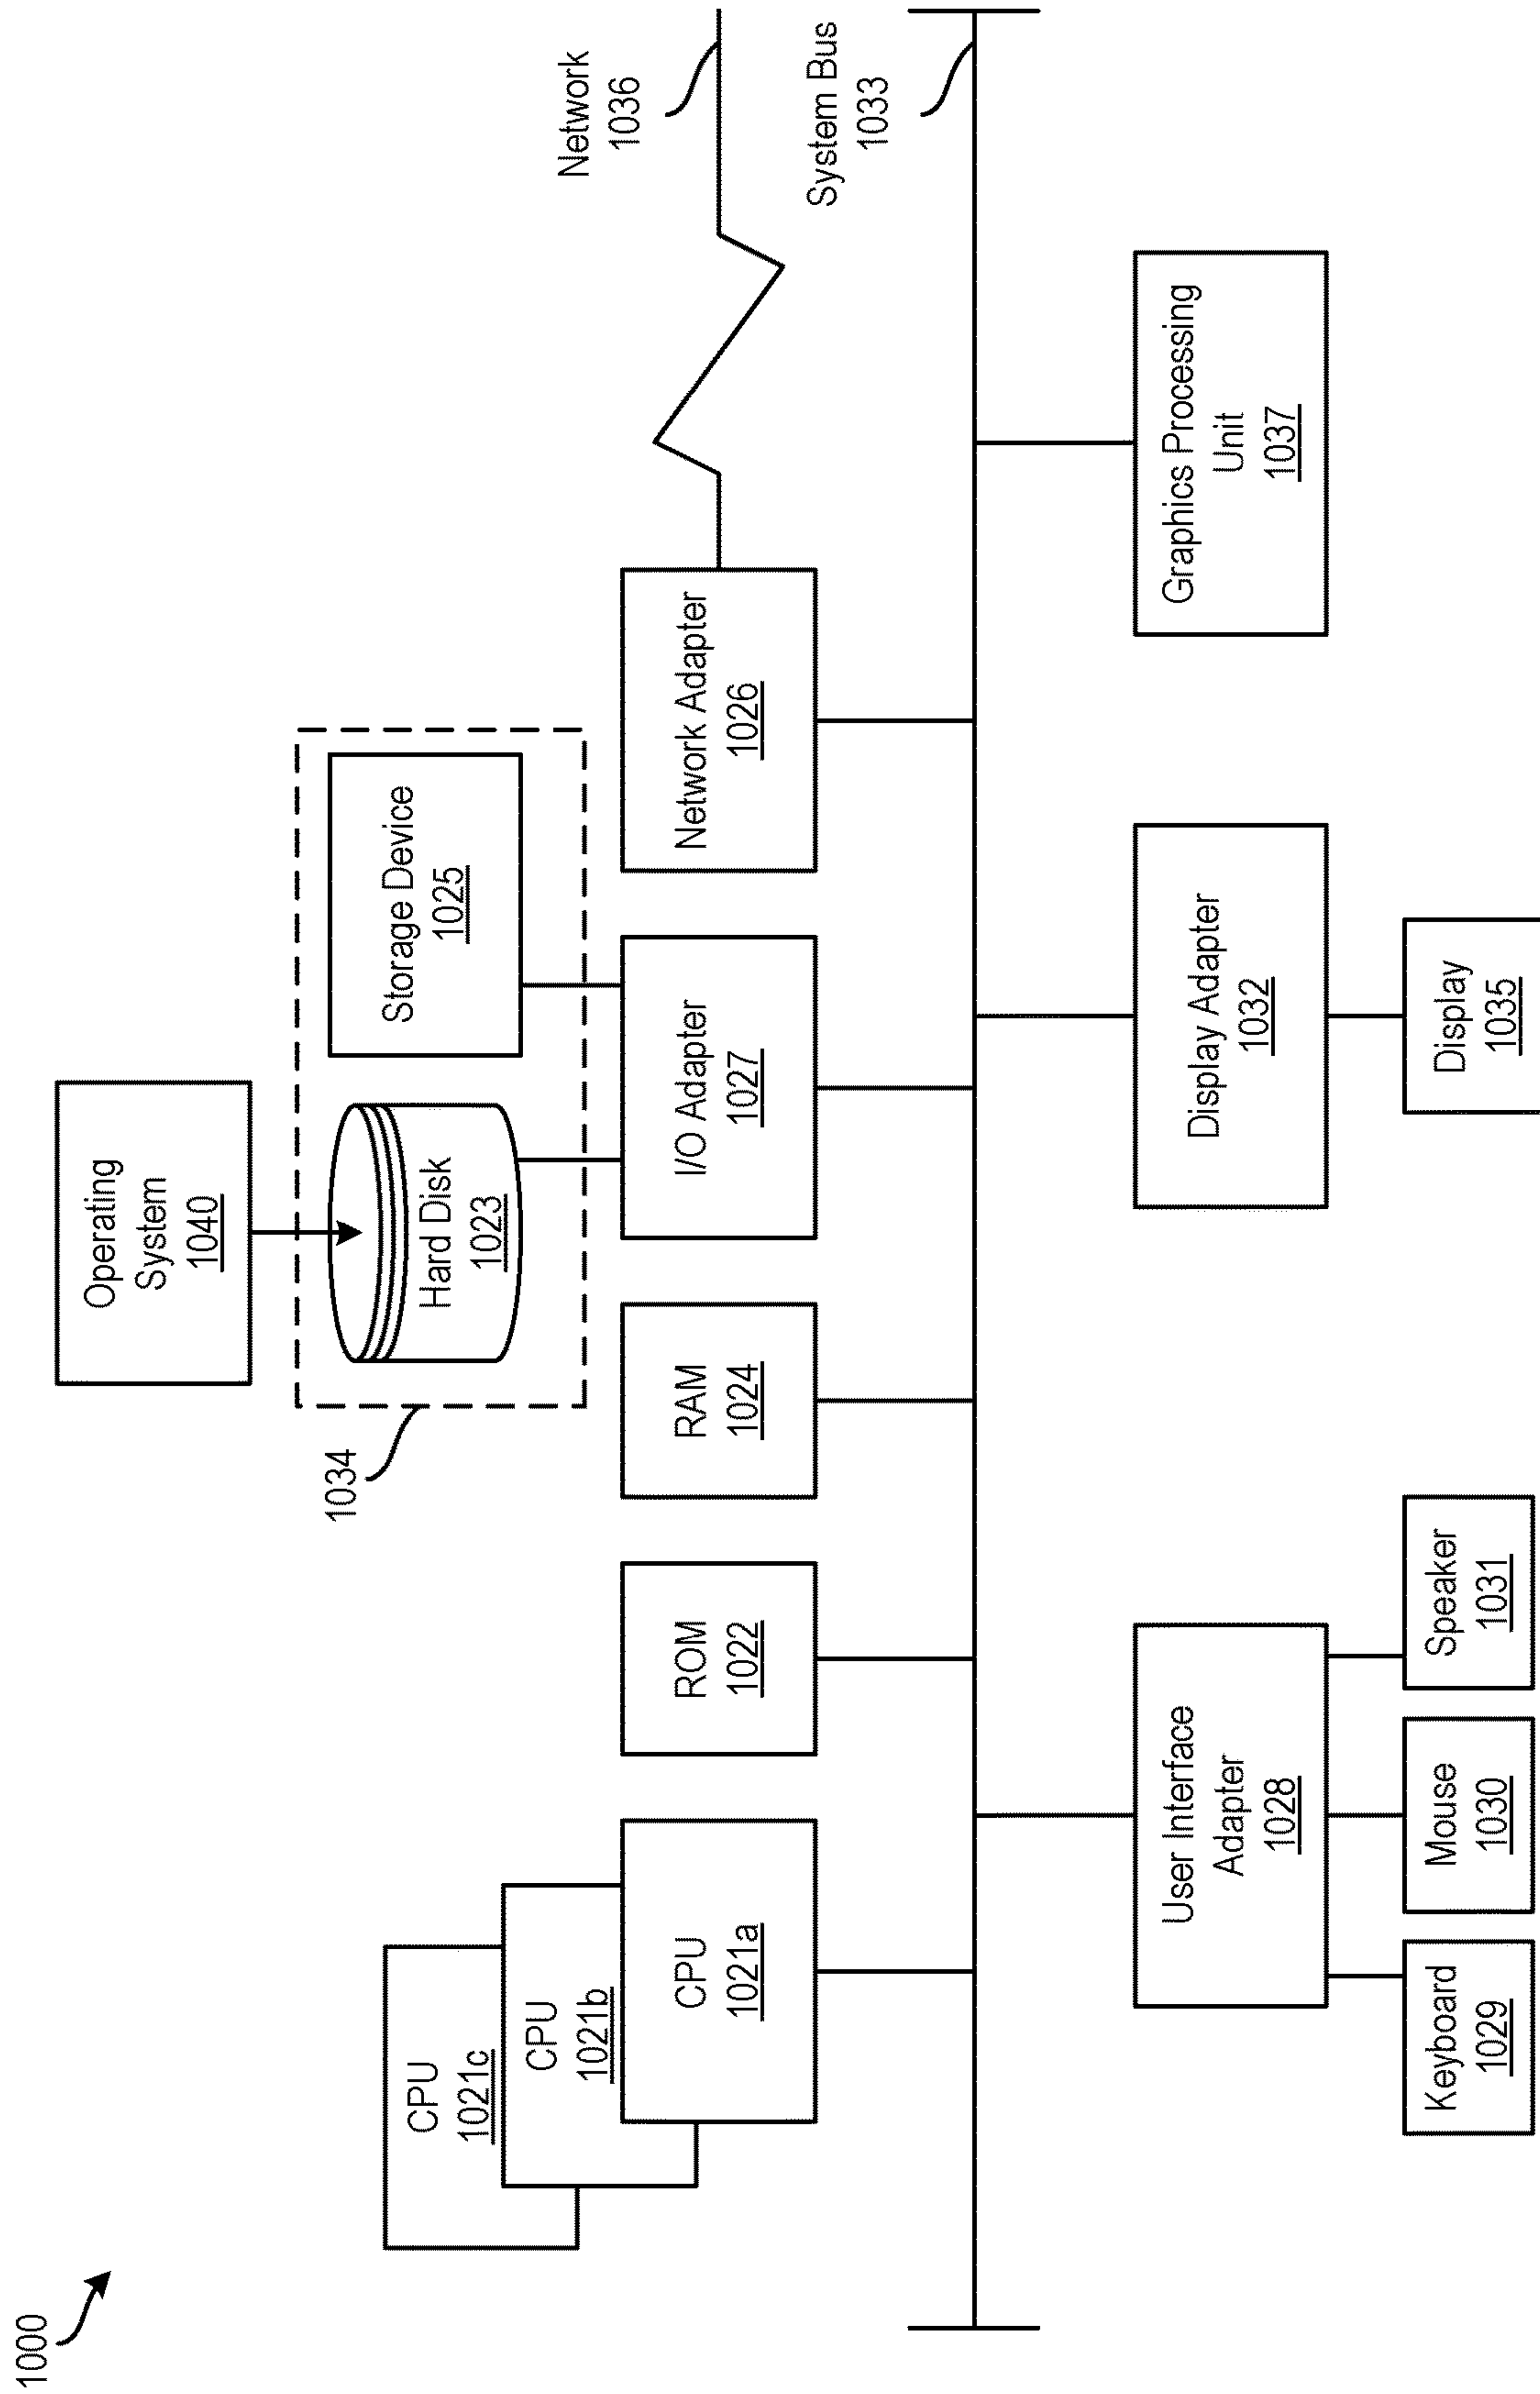 1000
Operating
System
1040
1034
Hard Disk
1023
Storage Device
1025
CPU
1021c
CPU
1021b
CPU
1021a
ROM
1022
RAM
1024
I/O Adapter
1027
Network Adapter
1026
Network
1036
System Bus
1033
User Interface
Adapter
1028
Display Adapter
1032
Graphics Processing
Unit
1037
Keyboard
1029
Mouse
1030
Speaker
1031
Display
1035